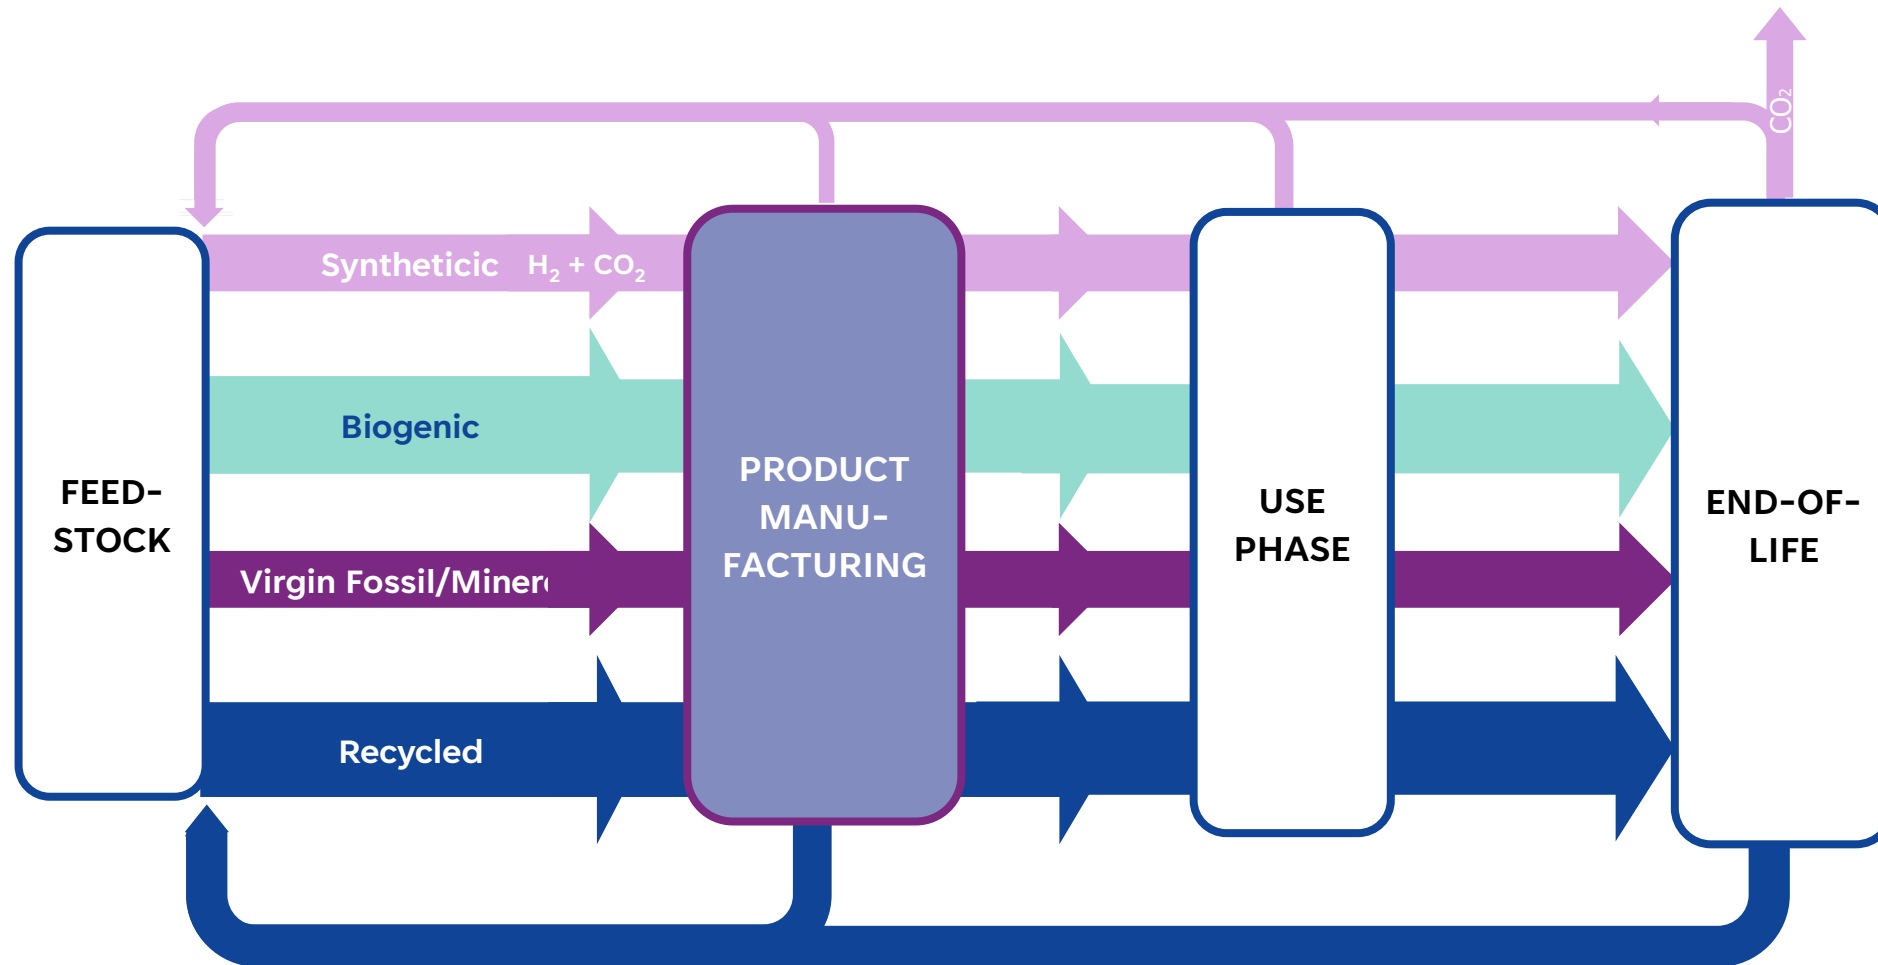 CO₂
Syntheticic H₂ + CO₂
Biogenic
FEED-
STOCK
PRODUCT
MANU-
FACTURING
USE
PHASE
END-OF-
LIFE
Virgin Fossil/Miner
Recycled